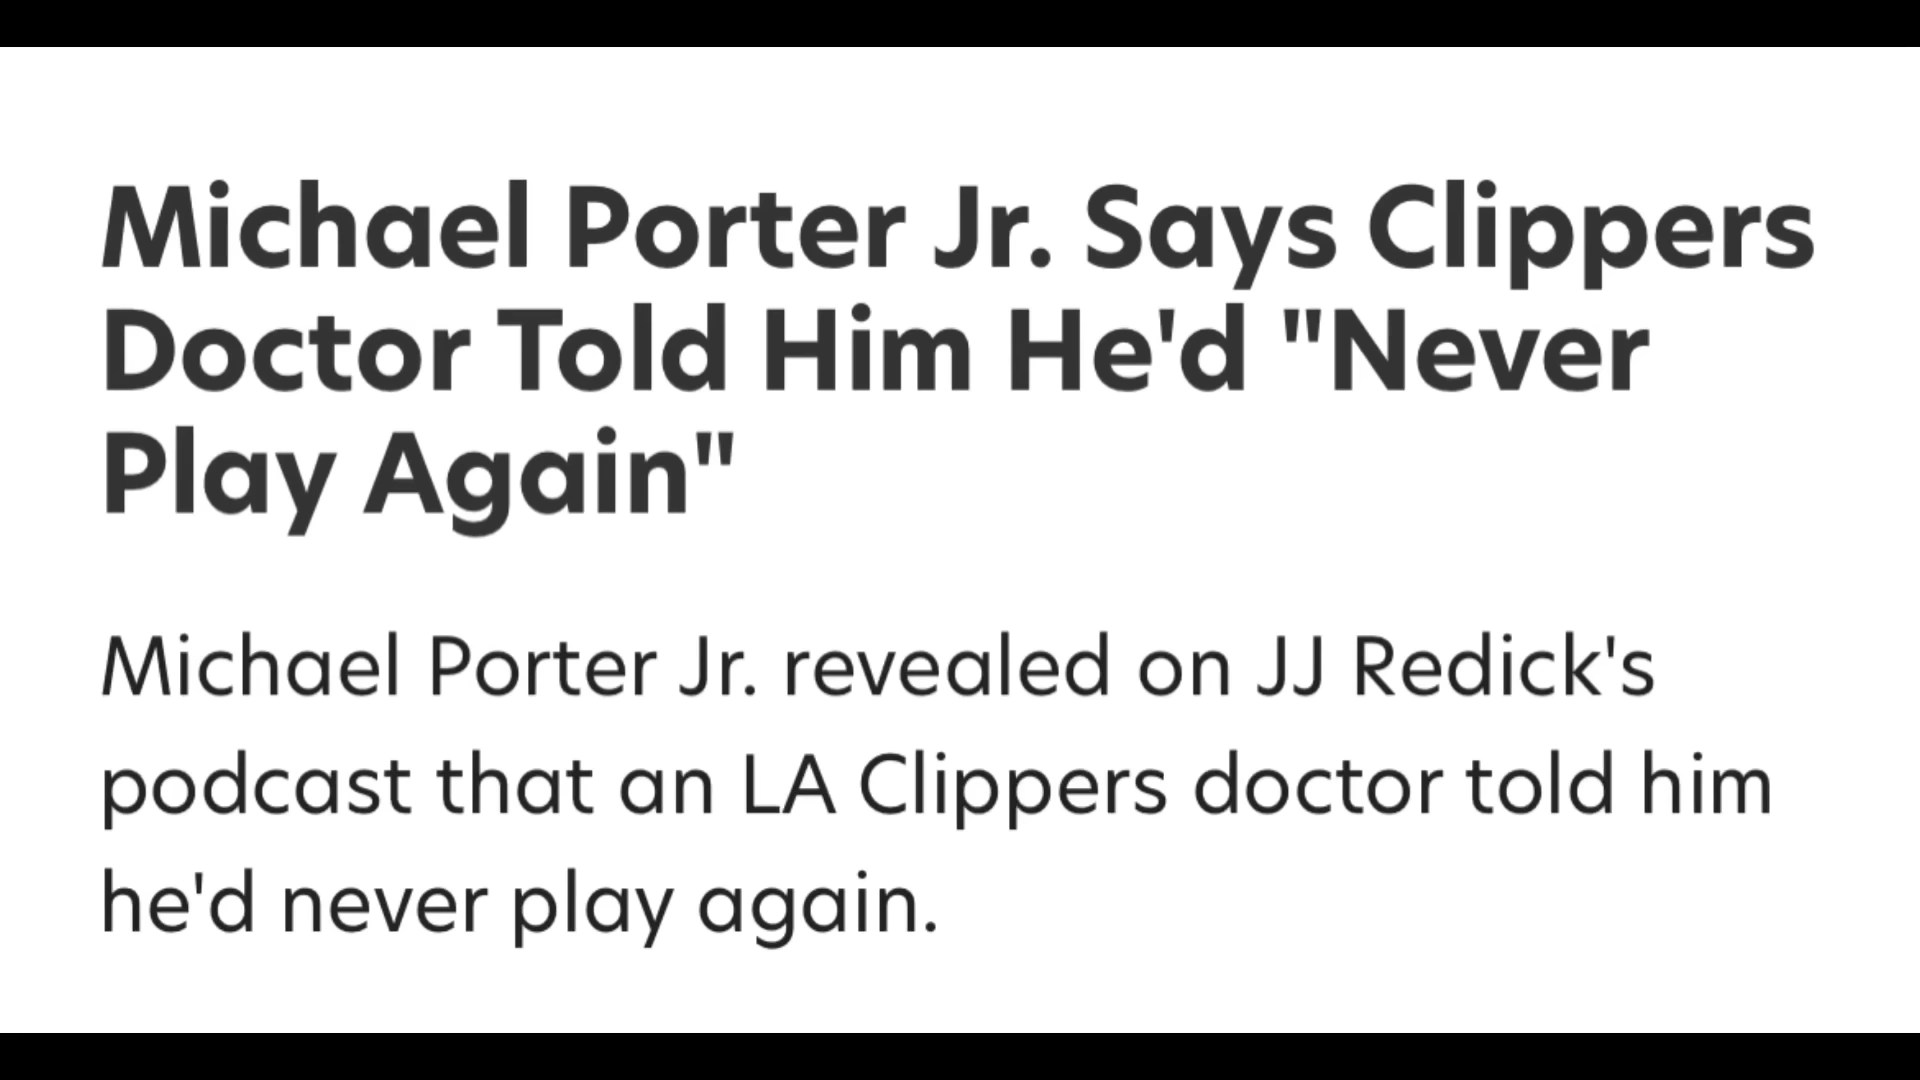 Michael Porter Jr. Says Clippers
Doctor Told Him He'd "Never
Play Again"
Michael Porter Jr. revealed on JJ Redick's
podcast that an LA Clippers doctor told him
he'd never play again.